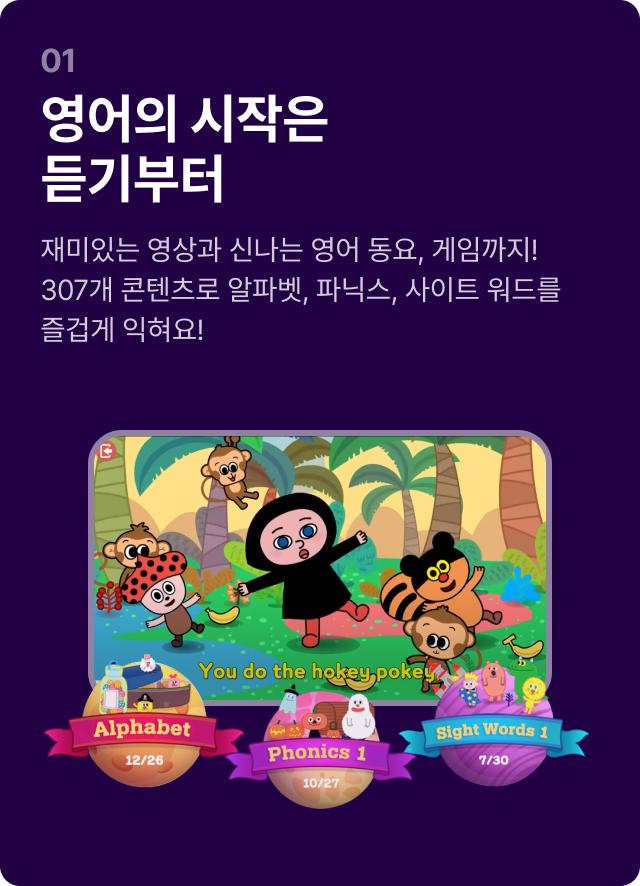 01
영어의 시작은
듣기부터
재미있는 영상과 신나는 영어 동요, 게임까지!
307개 콘텐츠로 알파벳, 파닉스, 사이트 워드를
즐겁게 익혀요!
You do the hokey pokey
Alphabet
12/26
Phonics 1
10/27
Sight Words 1
7/30